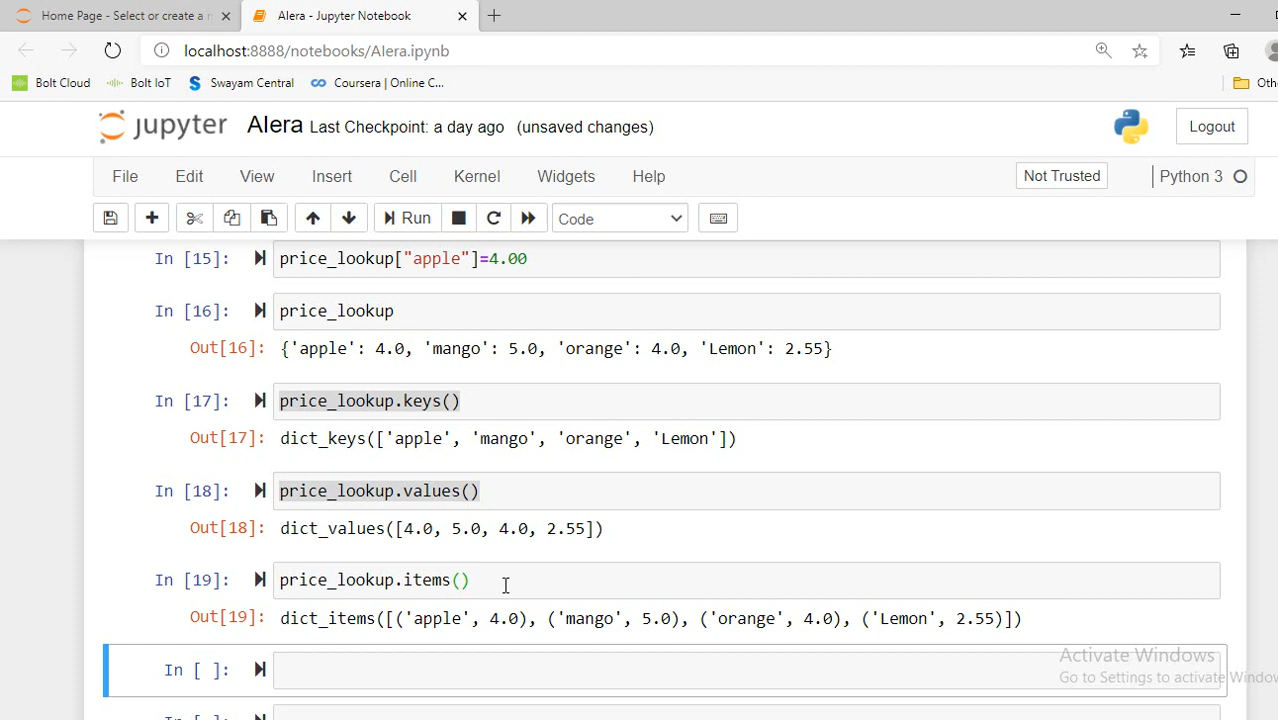 Home Page - Select or create a n
Alera - Jupyter Notebook
localhost:8888/notebooks/Alera.ipynb
Bolt Cloud Bolt IoT Swayam Central Coursera | Online C... Oth
jupyter Alera Last Checkpoint: a day ago (unsaved changes) Logout
File Edit View Insert Cell Kernel Widgets Help Not Trusted Python 3
Run Code
In [15]: price_lookup["apple"]=4.00
In [16]: price_lookup
Out[16]: {'apple': 4.0, 'mango': 5.0, 'orange': 4.0, 'Lemon': 2.55}
In [17]: price_lookup.keys()
Out[17]: dict_keys(['apple', 'mango', 'orange', 'Lemon'])
In [18]: price_lookup.values()
Out[18]: dict_values([4.0, 5.0, 4.0, 2.55])
In [19]: price_lookup.items()
Out[19]: dict_items([('apple', 4.0), ('mango', 5.0), ('orange', 4.0), ('Lemon', 2.55)])
In [ ]:
Activate Windows
Go to Settings to activate Windo